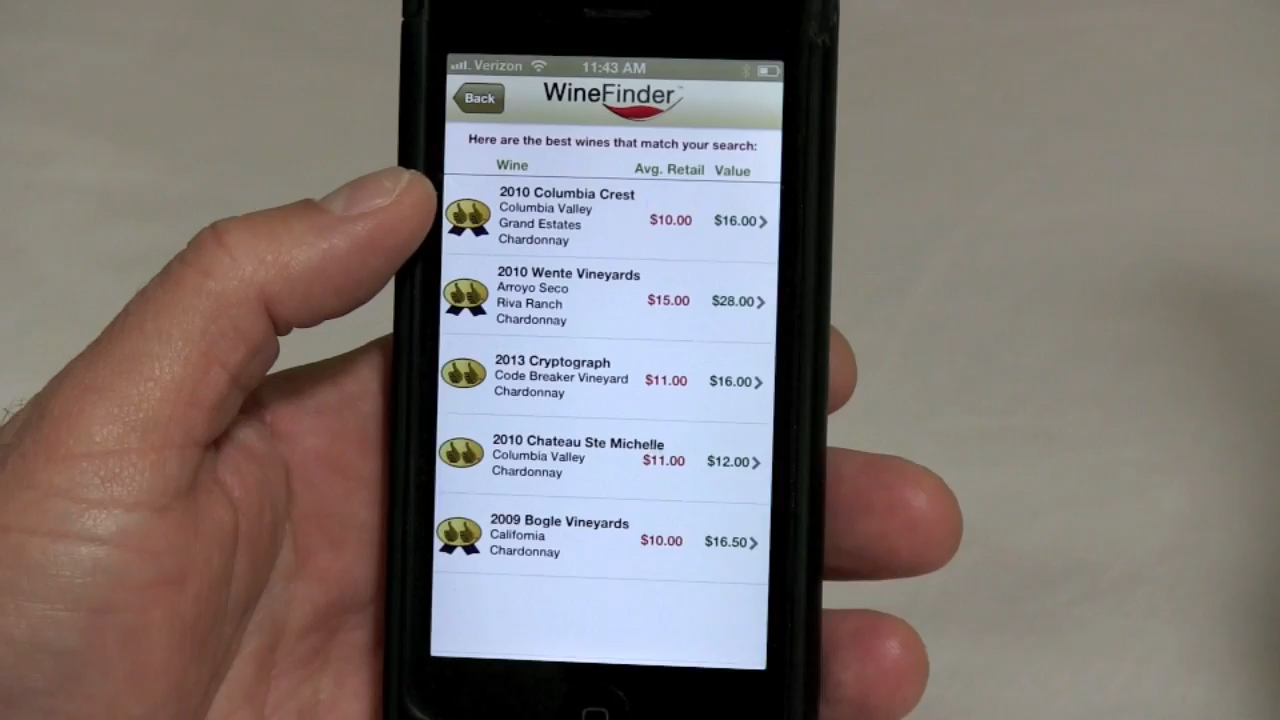 Verizon 11:43 AM
Back
WineFinder™
Here are the best wines that match your search:
Wine Avg. Retail Value
2010 Columbia Crest
Columbia Valley
Grand Estates
Chardonnay
$10.00 $16.00
2010 Wente Vineyards
Arroyo Seco
Riva Ranch
Chardonnay
$15.00 $28.00
2013 Cryptograph
Code Breaker Vineyard
Chardonnay
$11.00 $16.00
2010 Chateau Ste Michelle
Columbia Valley
Chardonnay
$11.00 $12.00
2009 Bogle Vineyards
California
Chardonnay
$10.00 $16.50